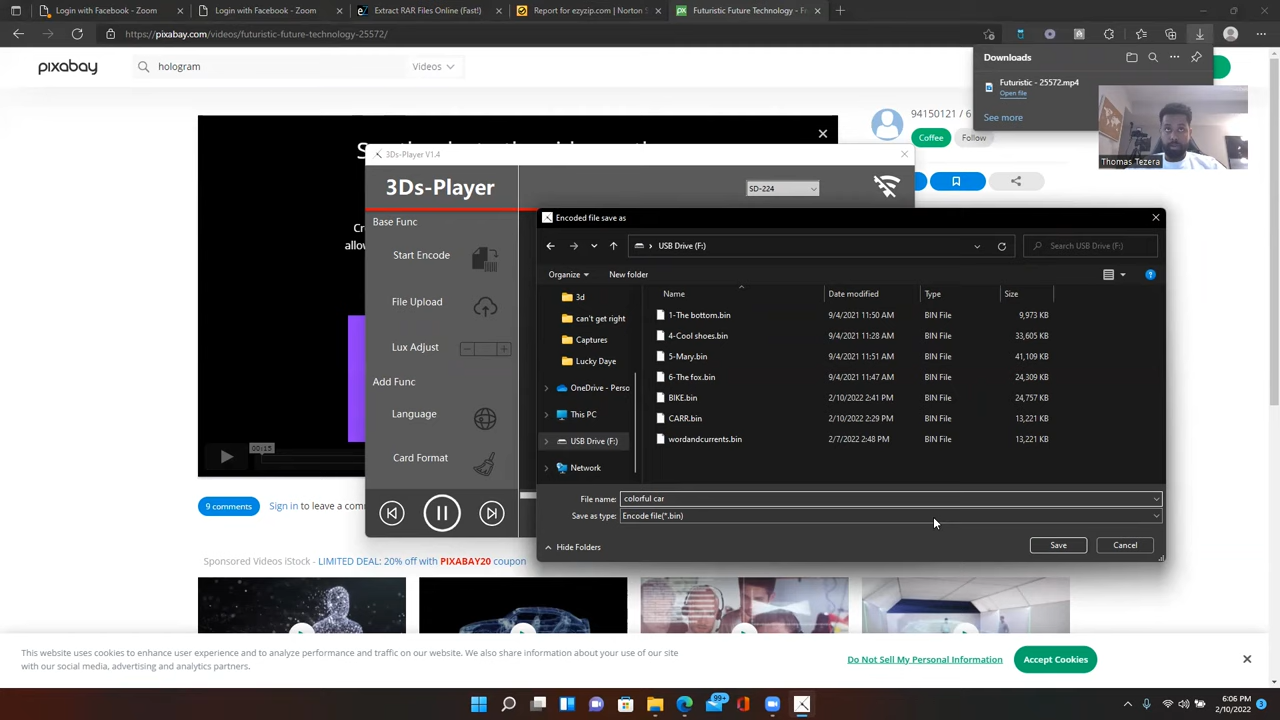 Login with Facebook - Zoom
Login with Facebook - Zoom
Extract RAR Files (Fast!)
Report for ezyzip.com | Norton S
Futuristic Future Technology - F
https://pixabay.com/videos/futuristic-future-technology-25572/
pixabay
hologram
Videos
Downloads
Futuristic - 25572.mp4
Open file
See more
Thomas Tezera
94150121 / 6
Coffee
Follow
3Ds-Player V1.4
3Ds-Player
SD-224
Base Func
Start Encode
File Upload
Lux Adjust
Add Func
Language
Card Format
00:15
Encoded file save as
USB Drive (F:)
Search USB Drive (F:)
Organize
New folder
Name
Date modified
Type
Size
3d
can't get right
Captures
Lucky Daye
OneDrive - Perso
This PC
USB Drive (F:)
Network
1-The bottom.bin 9/4/2021 11:50 AM BIN File 9,973 KB
4-Cool shoes.bin 9/4/2021 11:28 AM BIN File 33,605 KB
5-Mary.bin 9/4/2021 11:51 AM BIN File 41,109 KB
6-The fox.bin 9/4/2021 11:47 AM BIN File 24,309 KB
BIKE.bin 2/10/2022 2:41 PM BIN File 24,757 KB
CARR.bin 2/10/2022 2:29 PM BIN File 13,221 KB
wordandcurrents.bin 2/7/2022 2:48 PM BIN File 13,221 KB
File name: colorful car
Save as type: Encode file(*.bin)
Hide Folders
Save
Cancel
9 comments
Sign in to leave a com
Sponsored Videos iStock - LIMITED DEAL: 20% off with PIXABAY20 coupon
This website uses cookies to enhance user experience and to analyze performance and traffic on our website. We also share information about your use of our site
with our social media, advertising and analytics partners.
Do Not Sell My Personal Information
Accept Cookies
99+
6:06 PM
2/10/2022
3